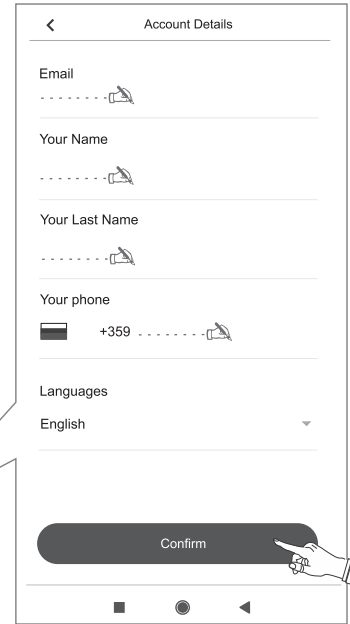 Account Details
Email
Your Name
Your Last Name
Your phone
+359
Languages
English
Confirm